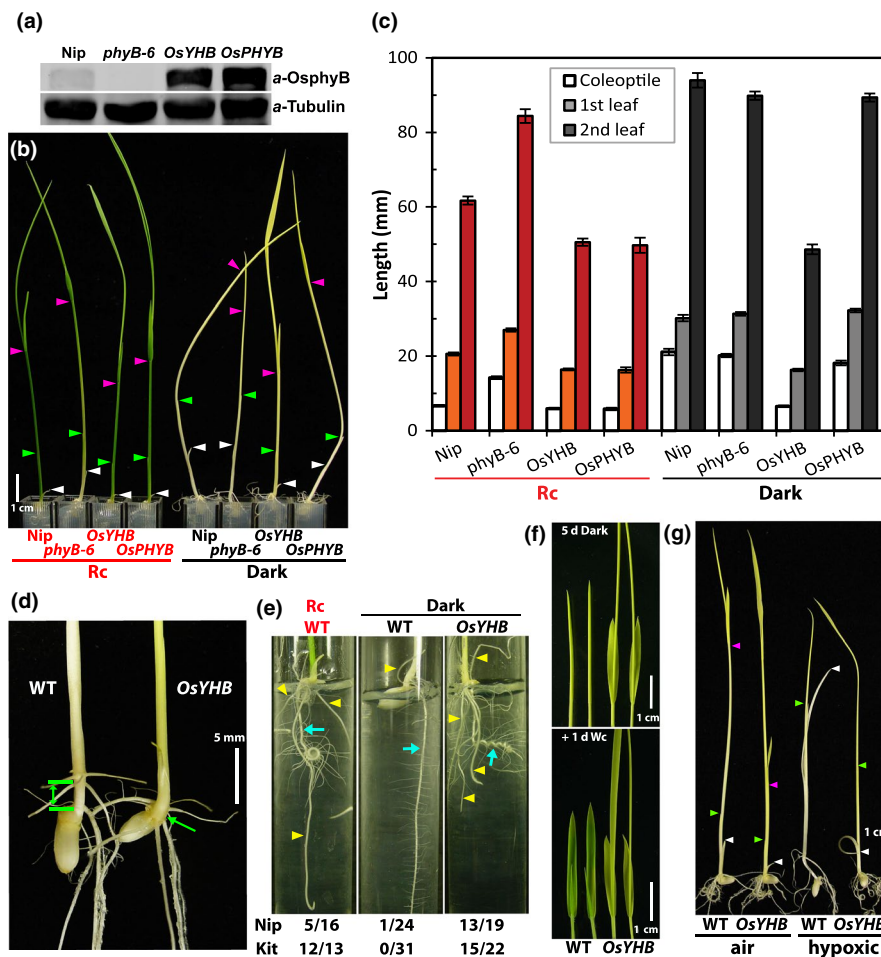 (a)
Nip phyB-6 OsYHB OsPHYB
a-OsphyB
a-Tubulin
(b)
1 cm
Nip OsYHB Nip OsYHB
phyB-6 OsPHYB phyB-6 OsPHYB
Rc Dark
(c)
Length (mm)
100
80
60
40
20
0
Coleoptile
1st leaf
2nd leaf
Nip phyB-6 OsYHB OsPHYB Nip phyB-6 OsYHB OsPHYB
Rc Dark
(d)
WT OsYHB
5 mm
(e)
Rc Dark
WT WT OsYHB
Nip 5/16 1/24 13/19
Kit 12/13 0/31 15/22
(f)
5 d Dark
1 cm
+ 1 d Wc
1 cm
WT OsYHB
(g)
1 cm
WT OsYHB WT OsYHB
air hypoxic